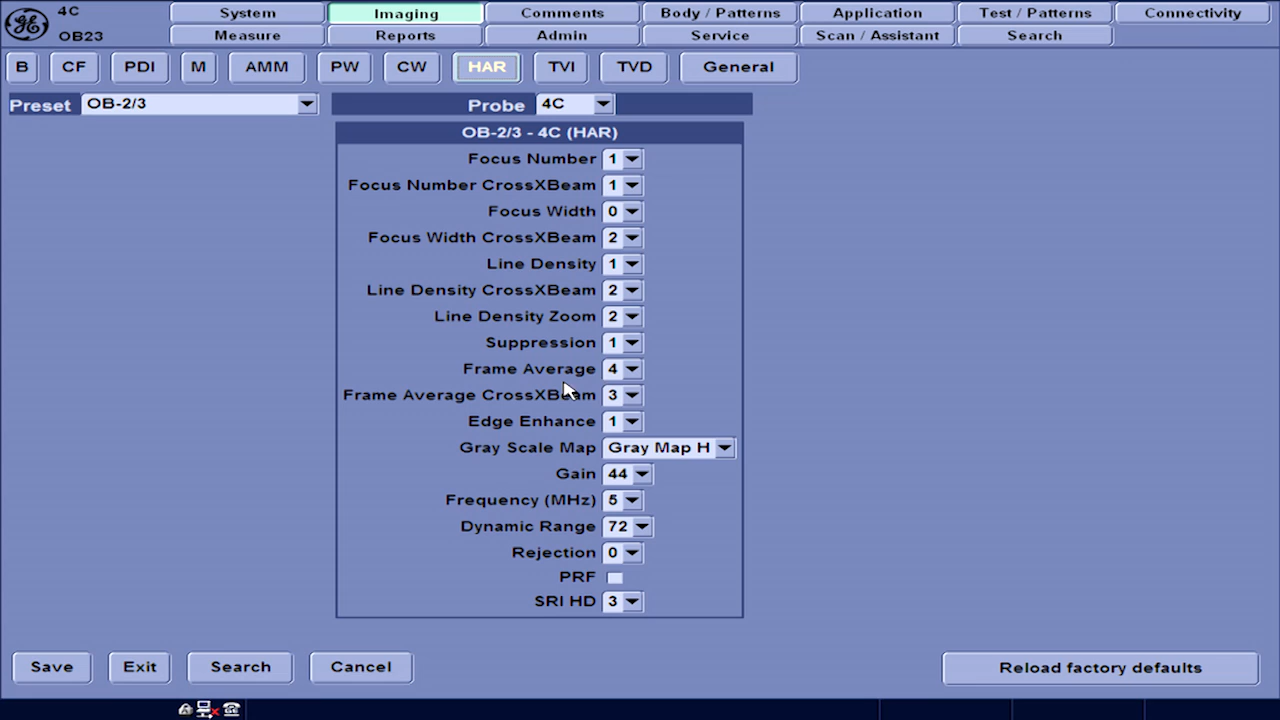 4C
OB23
System Imaging Comments Body / Patterns Application Test / Patterns Connectivity
Measure Reports Admin Service Scan / Assistant Search
B CF PDI M AMM PW CW HAR TVI TVD General
Preset OB-2/3 Probe 4C
OB-2/3 - 4C (HAR)
Focus Number 1
Focus Number CrossXBeam 1
Focus Width 0
Focus Width CrossXBeam 2
Line Density 1
Line Density CrossXBeam 2
Line Density Zoom 2
Suppression 1
Frame Average 4
Frame Average CrossXBeam 3
Edge Enhance 1
Gray Scale Map Gray Map H
Gain 44
Frequency (MHz) 5
Dynamic Range 72
Rejection 0
PRF
SRI HD 3
Save Exit Search Cancel Reload factory defaults